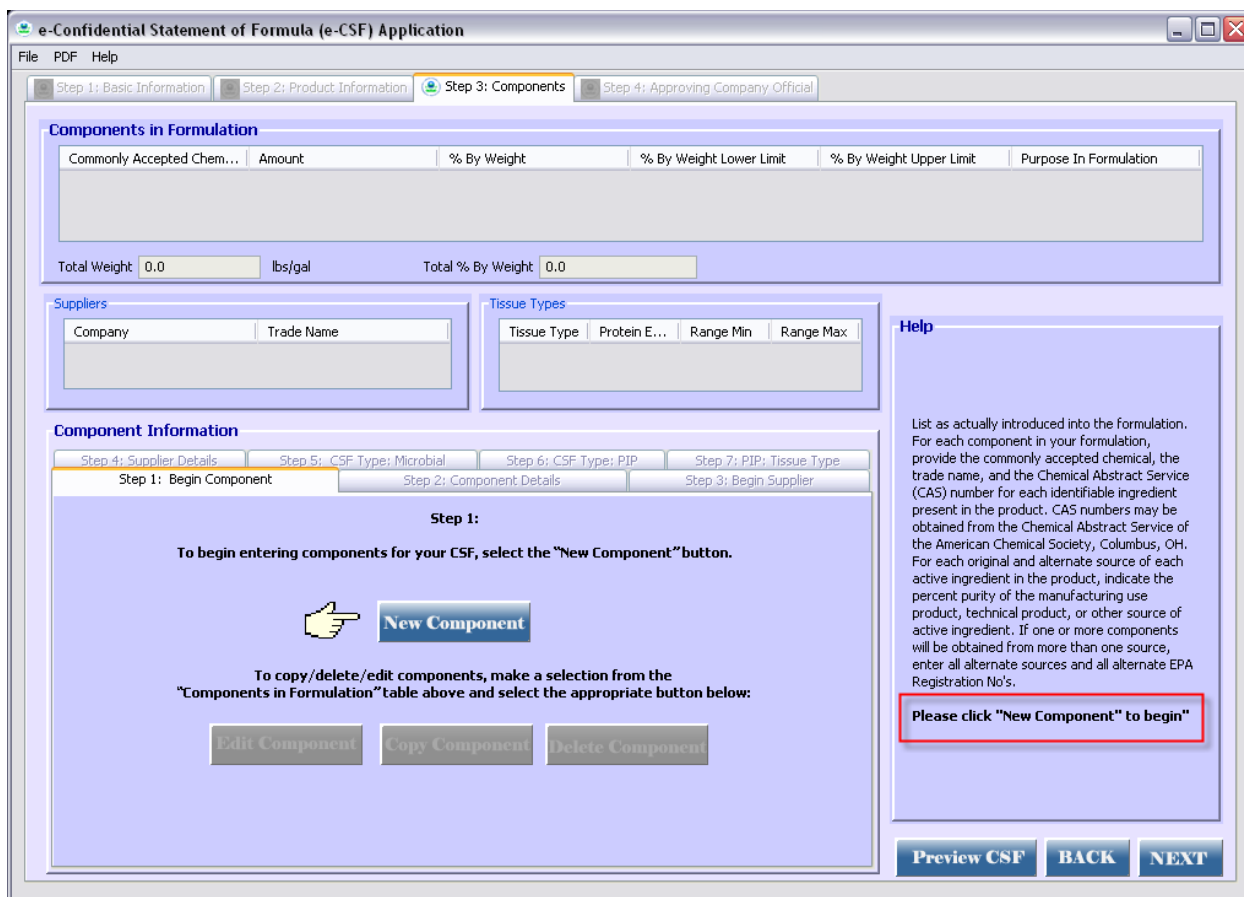 e-Confidential Statement of Formula (e-CSF) Application
File PDF Help
Step 1: Basic Information Step 2: Product Information Step 3: Components Step 4: Approving Company Official
Components in Formulation
Commonly Accepted Chem... Amount % By Weight % By Weight Lower Limit % By Weight Upper Limit Purpose In Formulation
Total Weight 0.0 lbs/gal Total % By Weight 0.0
Suppliers
Company Trade Name
Tissue Types
Tissue Type Protein E... Range Min Range Max
Component Information
Step 4: Supplier Details Step 5: CSF Type: Microbial Step 6: CSF Type: PIP Step 7: PIP: Tissue Type
Step 1: Begin Component Step 2: Component Details Step 3: Begin Supplier
Step 1:
To begin entering components for your CSF, select the "New Component" button.
New Component
To copy/delete/edit components, make a selection from the
"Components in Formulation" table above and select the appropriate button below:
Edit Component Copy Component Delete Component
Help
List as actually introduced into the formulation.
For each component in your formulation,
provide the commonly accepted chemical, the
trade name, and the Chemical Abstract Service
(CAS) number for each identifiable ingredient
present in the product. CAS numbers may be
obtained from the Chemical Abstract Service of
the American Chemical Society, Columbus, OH.
For each original and alternate source of each
active ingredient in the product, indicate the
percent purity of the manufacturing use
product, technical product, or other source of
active ingredient. If one or more components
will be obtained from more than one source,
enter all alternate sources and all alternate EPA
Registration No's.
Please click "New Component" to begin"
Preview CSF BACK NEXT